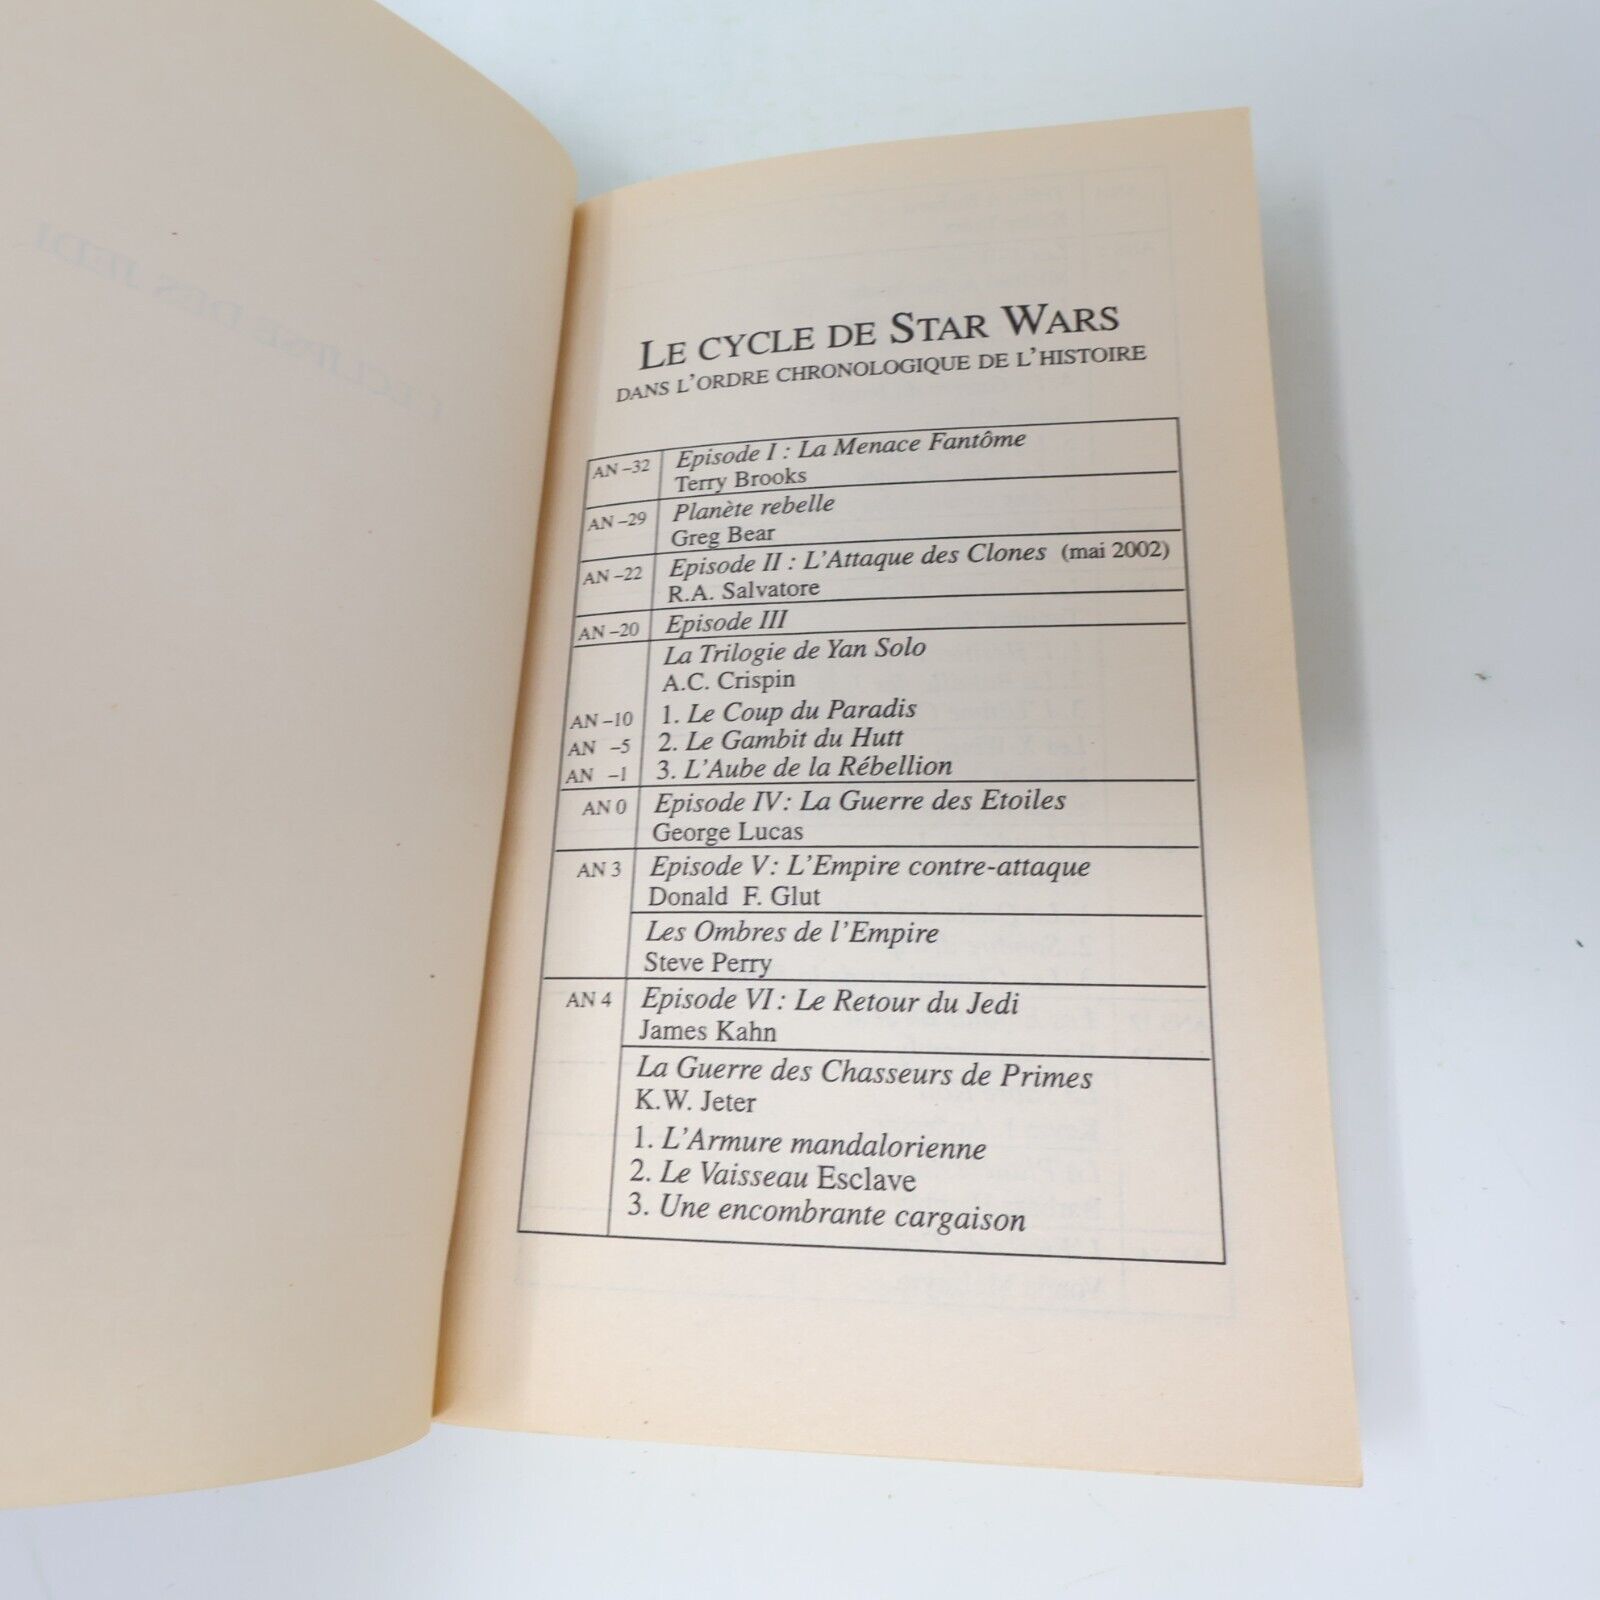 LE CYCLE DE STAR WARS
DANS L'ORDRE CHRONOLOGIQUE DE L'HISTOIRE
AN –32 Episode I : La Menace Fantôme
Terry Brooks
AN –29 Planète rebelle
Greg Bear
AN –22 Episode II : L'Attaque des Clones (mai 2002)
R.A. Salvatore
AN –20 Episode III
La Trilogie de Yan Solo
A.C. Crispin
AN –10 1. Le Coup du Paradis
AN –5 2. Le Gambit du Hutt
AN –1 3. L'Aube de la Rébellion
AN 0 Episode IV : La Guerre des Etoiles
George Lucas
AN 3 Episode V : L'Empire contre-attaque
Donald F. Glut
Les Ombres de l'Empire
Steve Perry
AN 4 Episode VI : Le Retour du Jedi
James Kahn
La Guerre des Chasseurs de Primes
K.W. Jeter
1. L'Armure mandalorienne
2. Le Vaisseau Esclave
3. Une encombrante cargaison